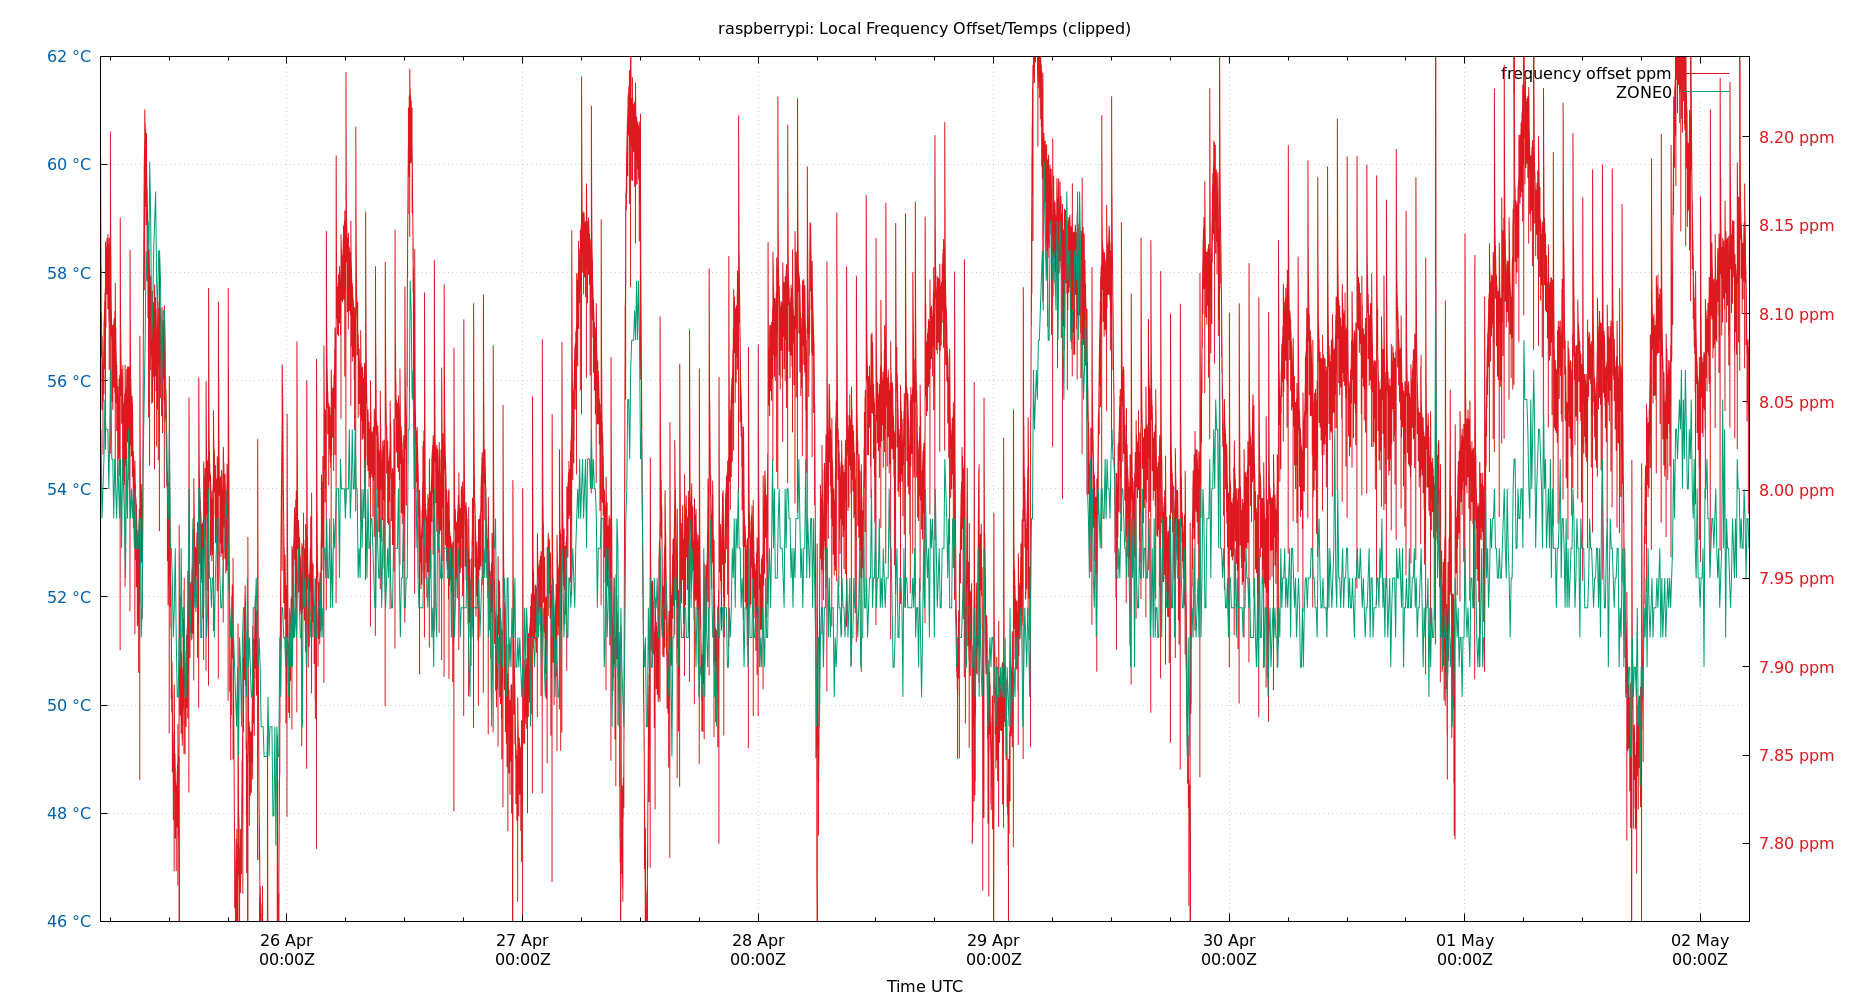 raspberrypi: Local Frequency Offset/Temps (clipped)
62 °C
60 °C
58 °C
56 °C
54 °C
52 °C
50 °C
48 °C
46 °C
frequency offset ppm
ZONE0
8.20 ppm
8.15 ppm
8.10 ppm
8.05 ppm
8.00 ppm
7.95 ppm
7.90 ppm
7.85 ppm
7.80 ppm
26 Apr
00:00Z
27 Apr
00:00Z
28 Apr
00:00Z
29 Apr
00:00Z
30 Apr
00:00Z
01 May
00:00Z
02 May
00:00Z
Time UTC